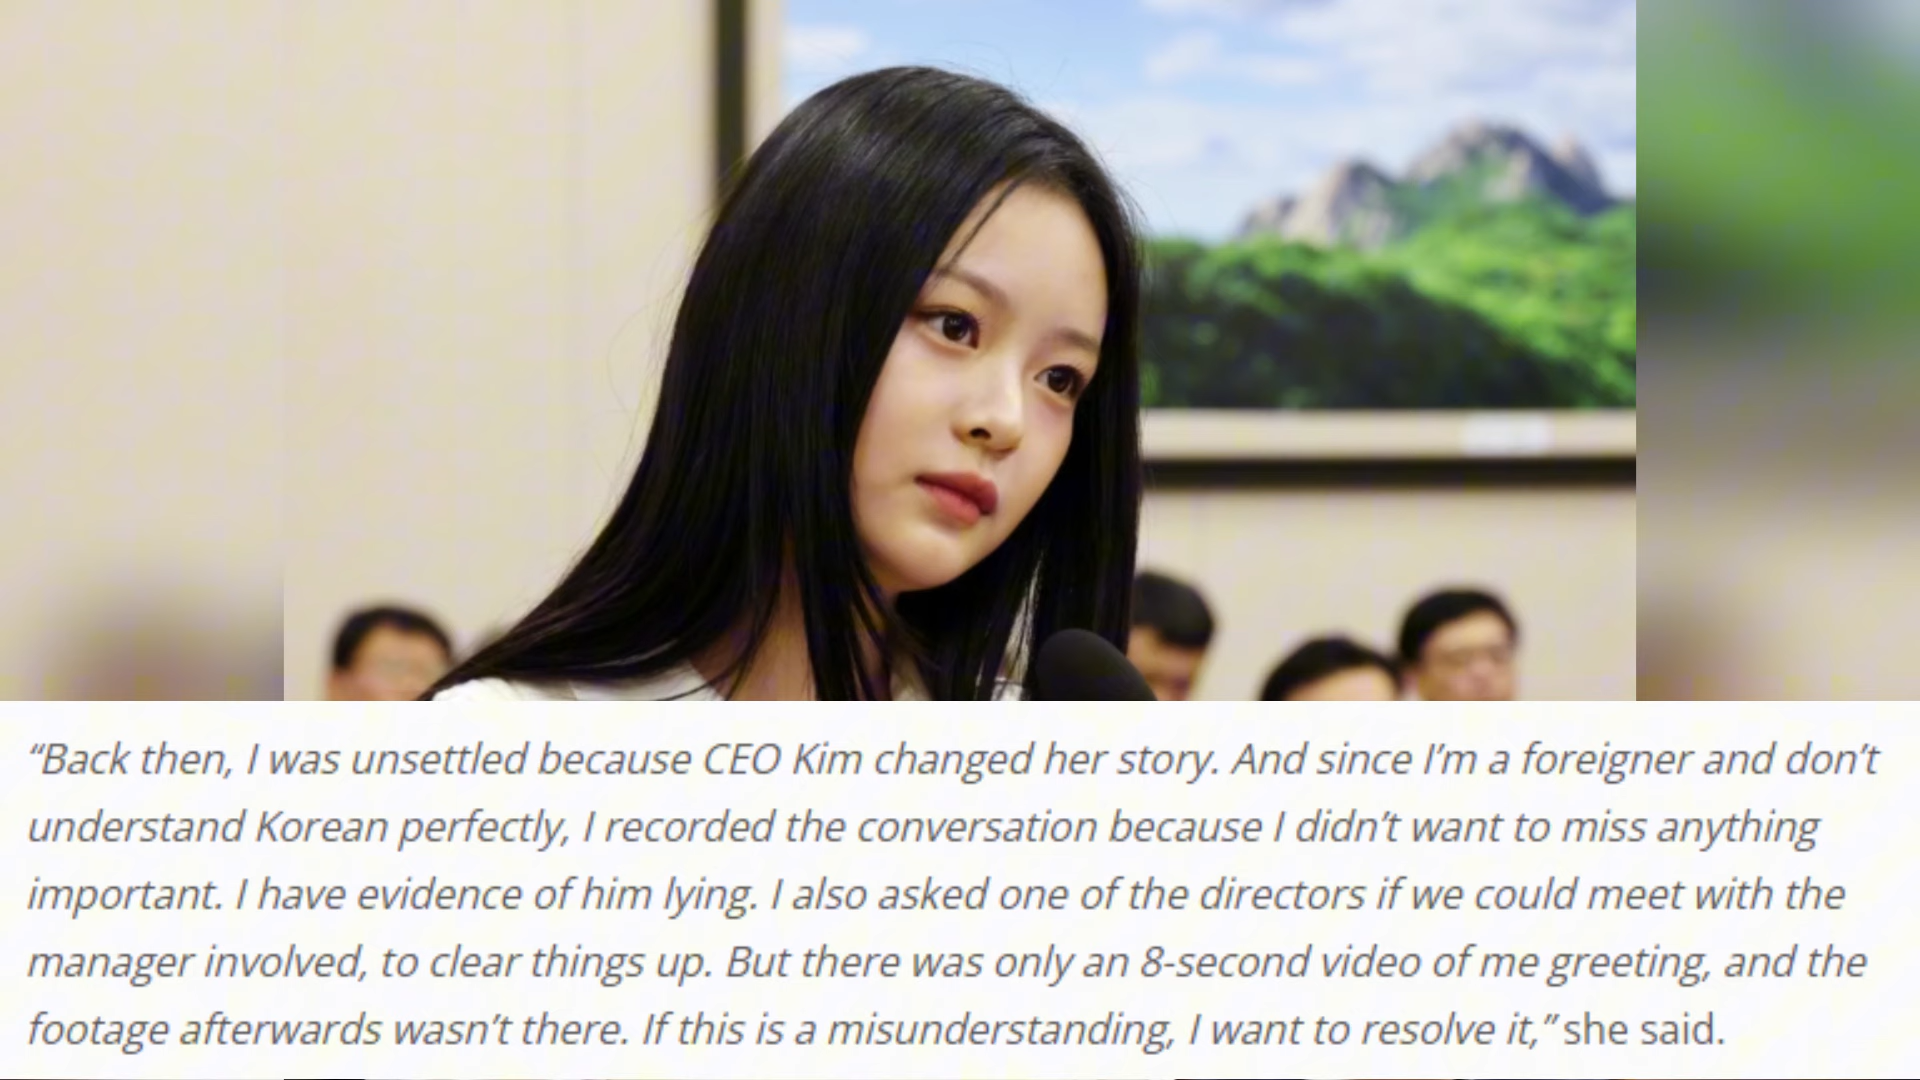 “Back then, I was unsettled because CEO Kim changed her story. And since I’m a foreigner and don’t
understand Korean perfectly, I recorded the conversation because I didn’t want to miss anything
important. I have evidence of him lying. I also asked one of the directors if we could meet with the
manager involved, to clear things up. But there was only an 8-second video of me greeting, and the
footage afterwards wasn’t there. If this is a misunderstanding, I want to resolve it,” she said.